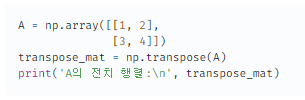 A = np.array([[1, 2],
              [3, 4]])
transpose_mat = np.transpose(A)
print('A의 전치 행렬:\n', transpose_mat)